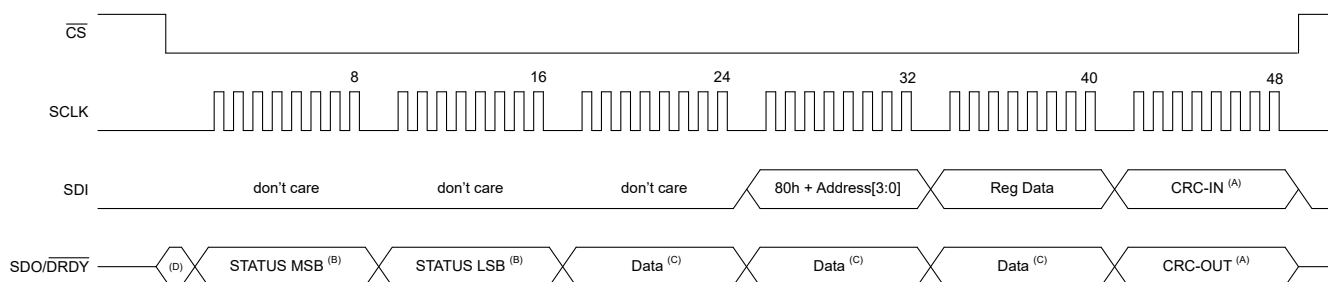 CS
8 16 24 32 40 48
SCLK
SDI don't care don't care don't care 80h + Address[3:0] Reg Data CRC-IN (A)
SDO/DRDY (D) STATUS MSB (B) STATUS LSB (B) Data (C) Data (C) Data (C) CRC-OUT (A)